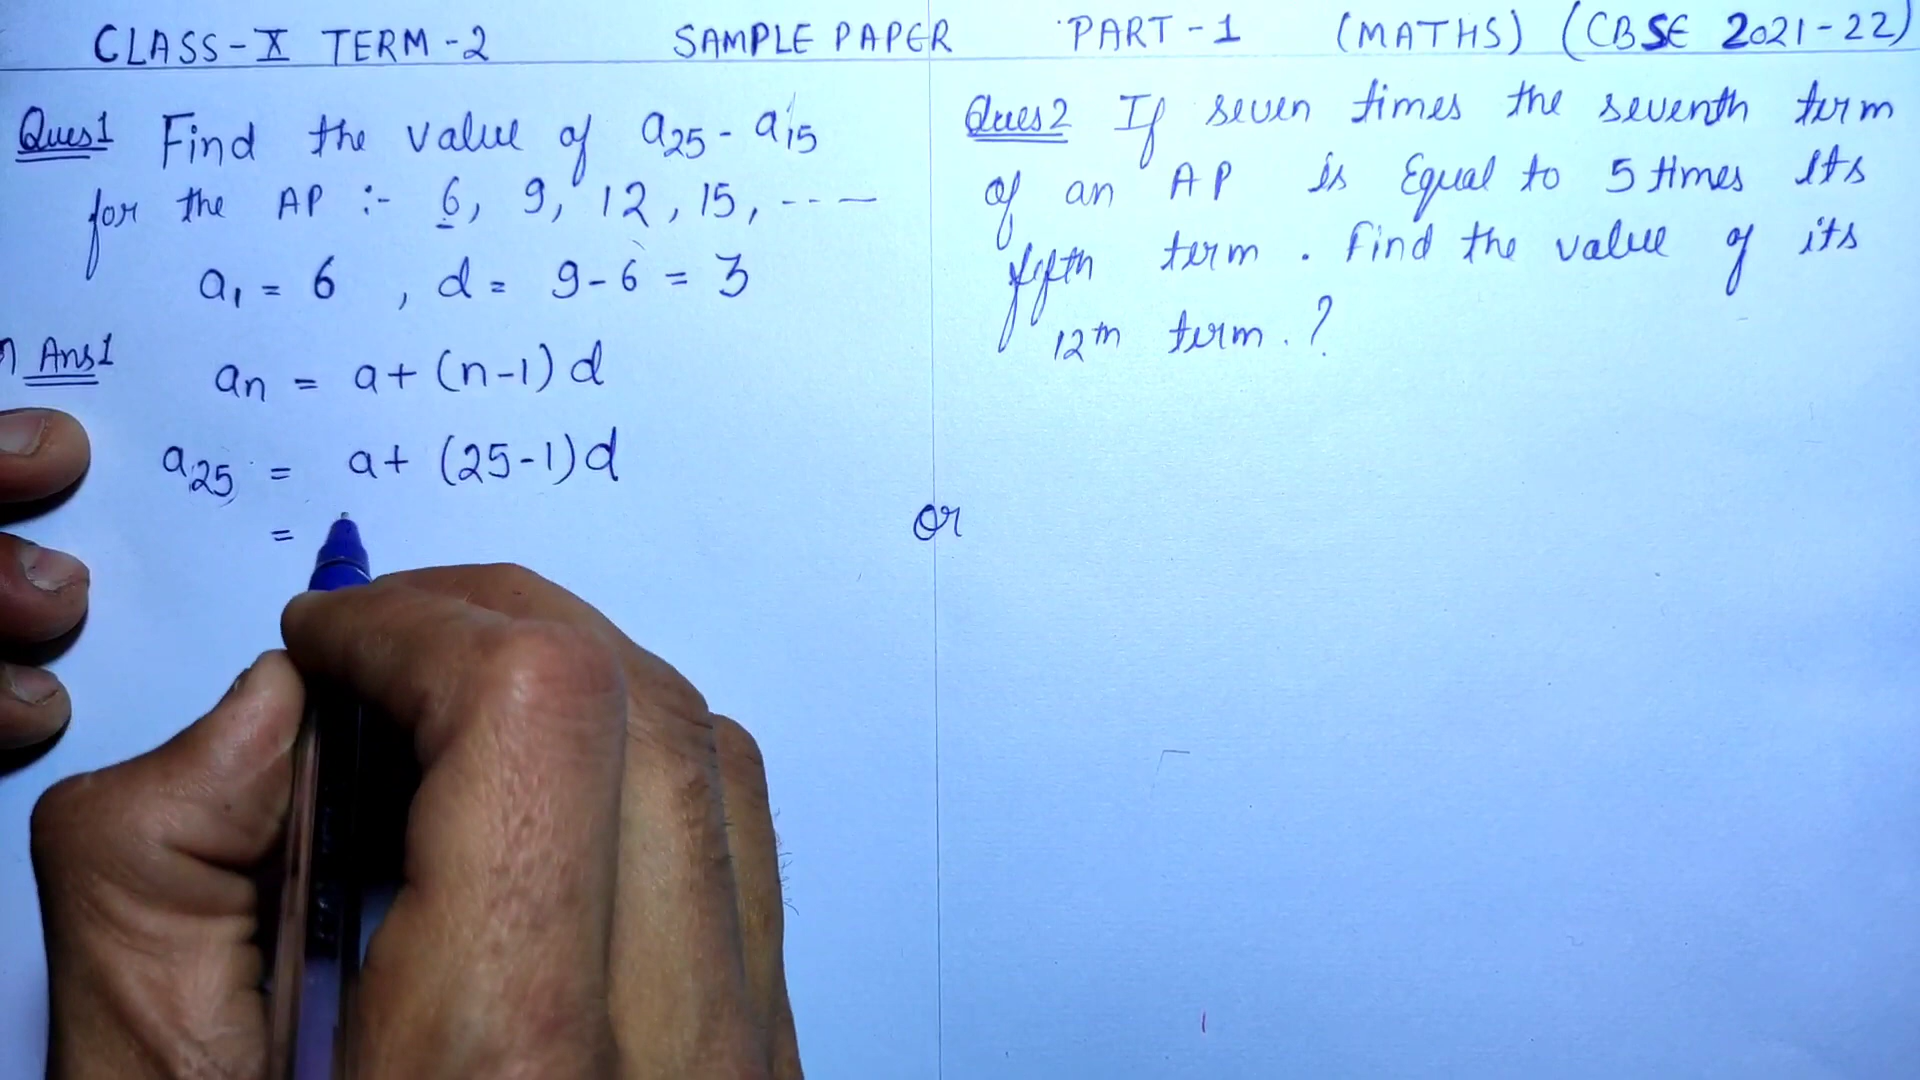 CLASS-X TERM-2 SAMPLE PAPER PART-1 (MATHS) (CBSE 2021-22)
Ques1 Find the value of a25 - a15
for the AP :- 6, 9, 12, 15, ----
a1 = 6 , d = 9-6 = 3
Ans1
an = a+(n-1)d
a25 = a+(25-1)d
=
or
Ques2 If seven times the seventh term
of an AP is Equal to 5 times Its
fifth term. Find the value of its
12th term.?